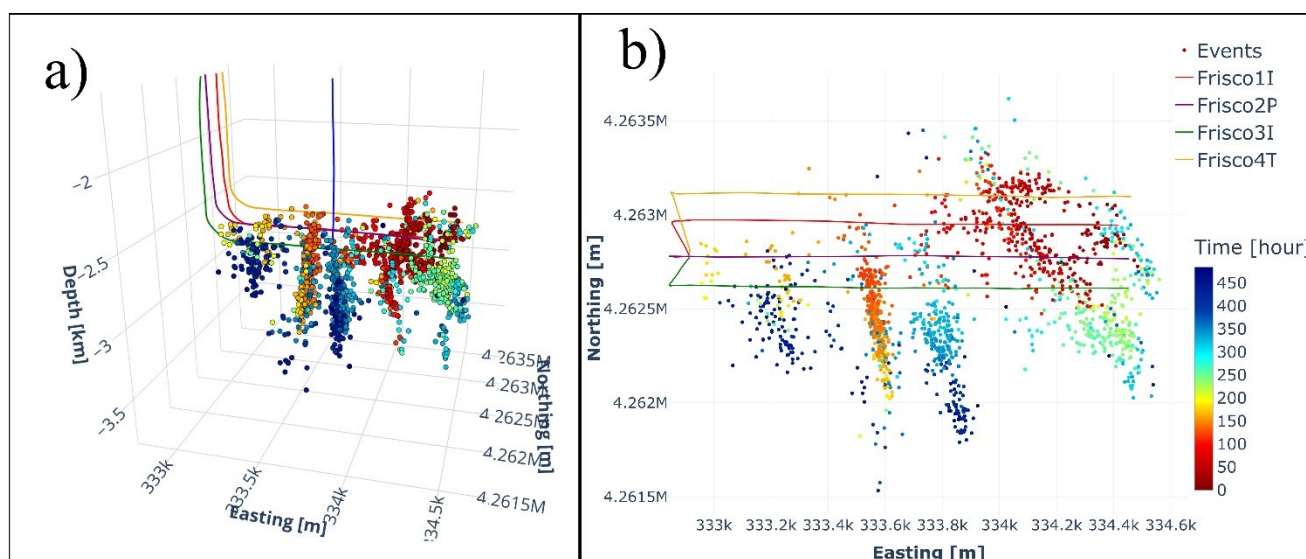 a)
−2
−2.5
−3
−3.5
Depth [km]
333k
333.5k
334k
334.5k
Easting [m]
4.2635M
4.263M
4.2625M
4.262M
4.2615M
Northing [m]
b)
4.2635M
4.263M
4.2625M
4.262M
4.2615M
Northing [m]
333k 333.2k 333.4k 333.6k 333.8k 334k 334.2k 334.4k 334.6k
Easting [m]
Events
Frisco1I
Frisco2P
Frisco3I
Frisco4T
Time [hour]
450
400
350
300
250
200
150
100
50
0